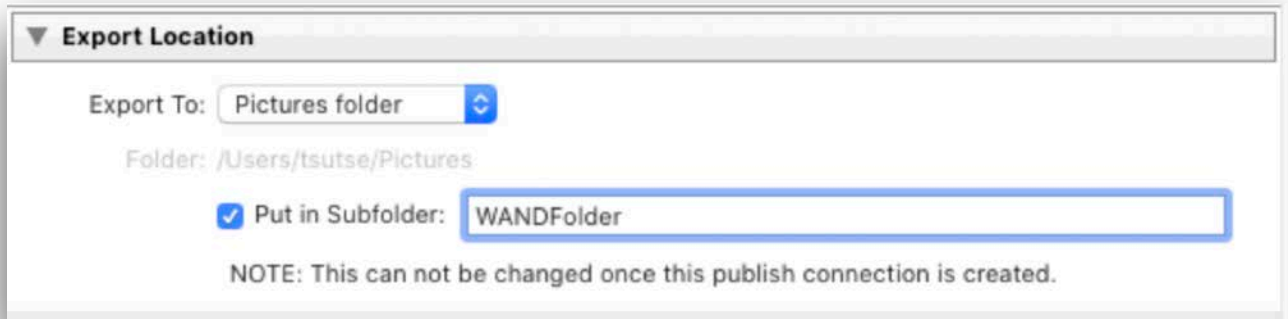 Export Location
Export To: Pictures folder
Folder: /Users/tsutse/Pictures
Put in Subfolder: WANDFolder
NOTE: This can not be changed once this publish connection is created.